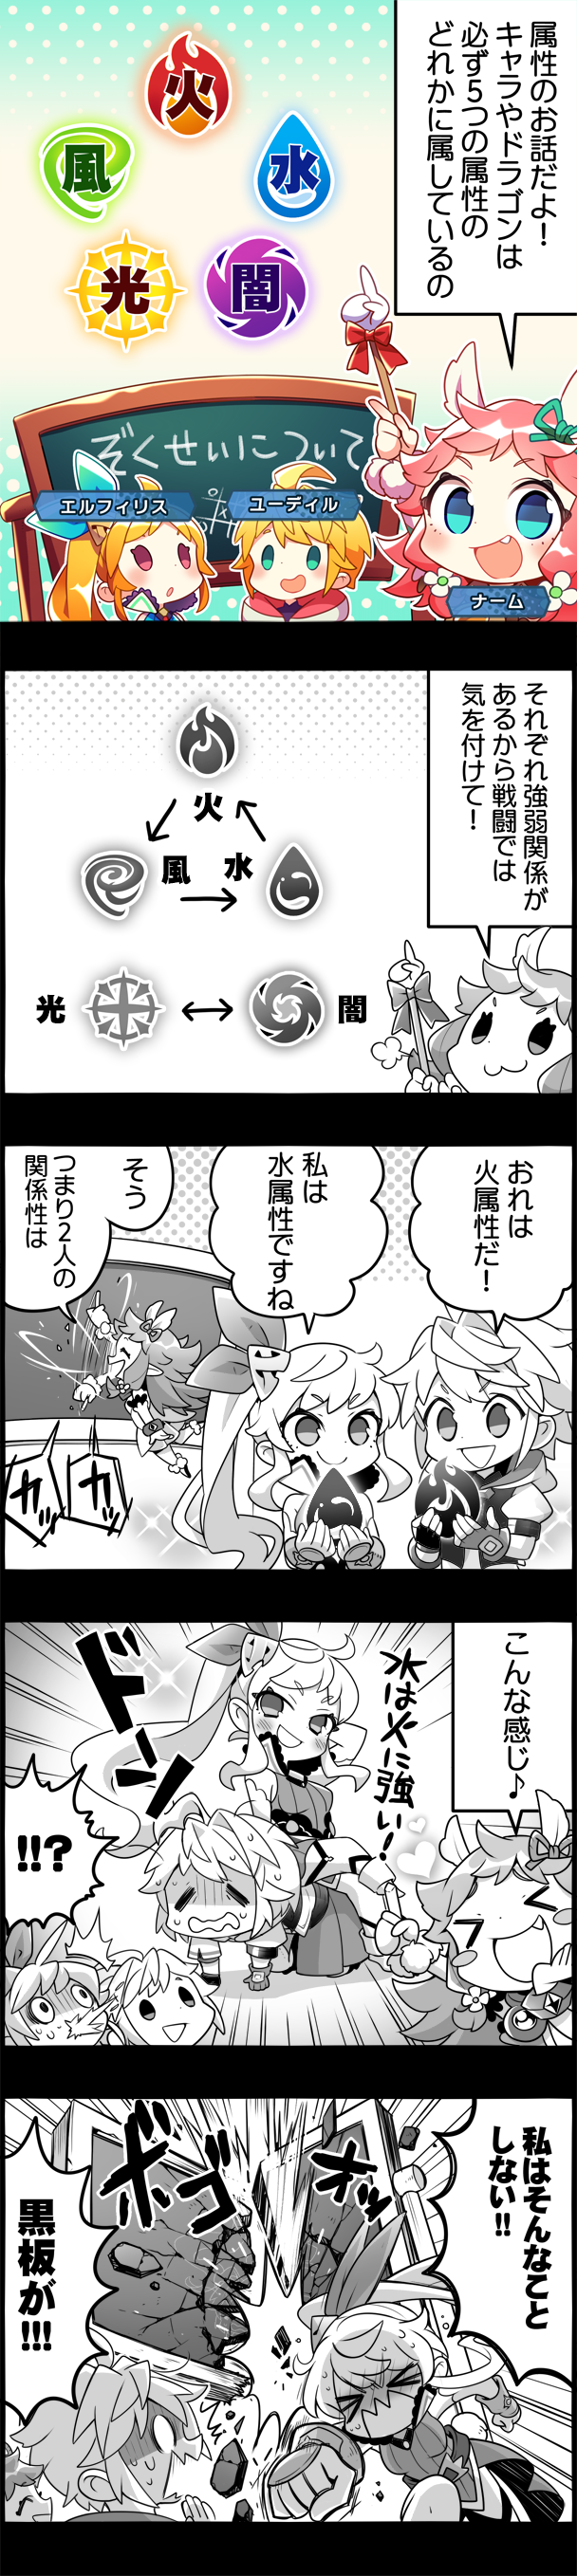 属性のお話だよ！
キャラやドラゴンは
必ず5つの属性の
どれかに属しているの
火
風
水
光
闇
ぞくせいについて
エルフィリス
ユーディル
ナーム
それぞれ強弱関係が
あるから戦闘では
気を付けて！
火
風
水
光
闇
おれは
火属性だ！
私は
水属性ですね
そう
つまり2人の
関係性は
カッ
カッ
こんな感じ♪
水は火に強い！
ドンッ
!!?
私はそんなこと
しない!!
ボゴオッ
黒板が!!!